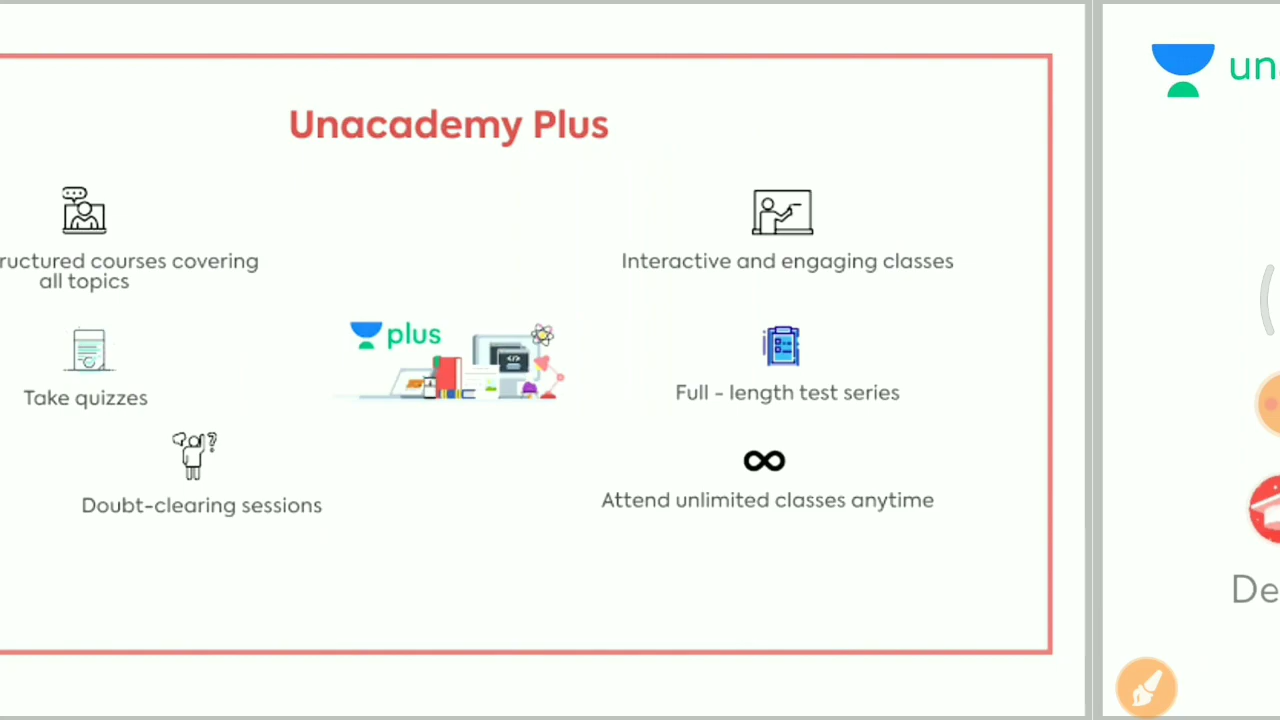 Unacademy Plus
ructured courses covering
all topics
Interactive and engaging classes
plus
Take quizzes
Full - length test series
Doubt-clearing sessions
Attend unlimited classes anytime
un
De